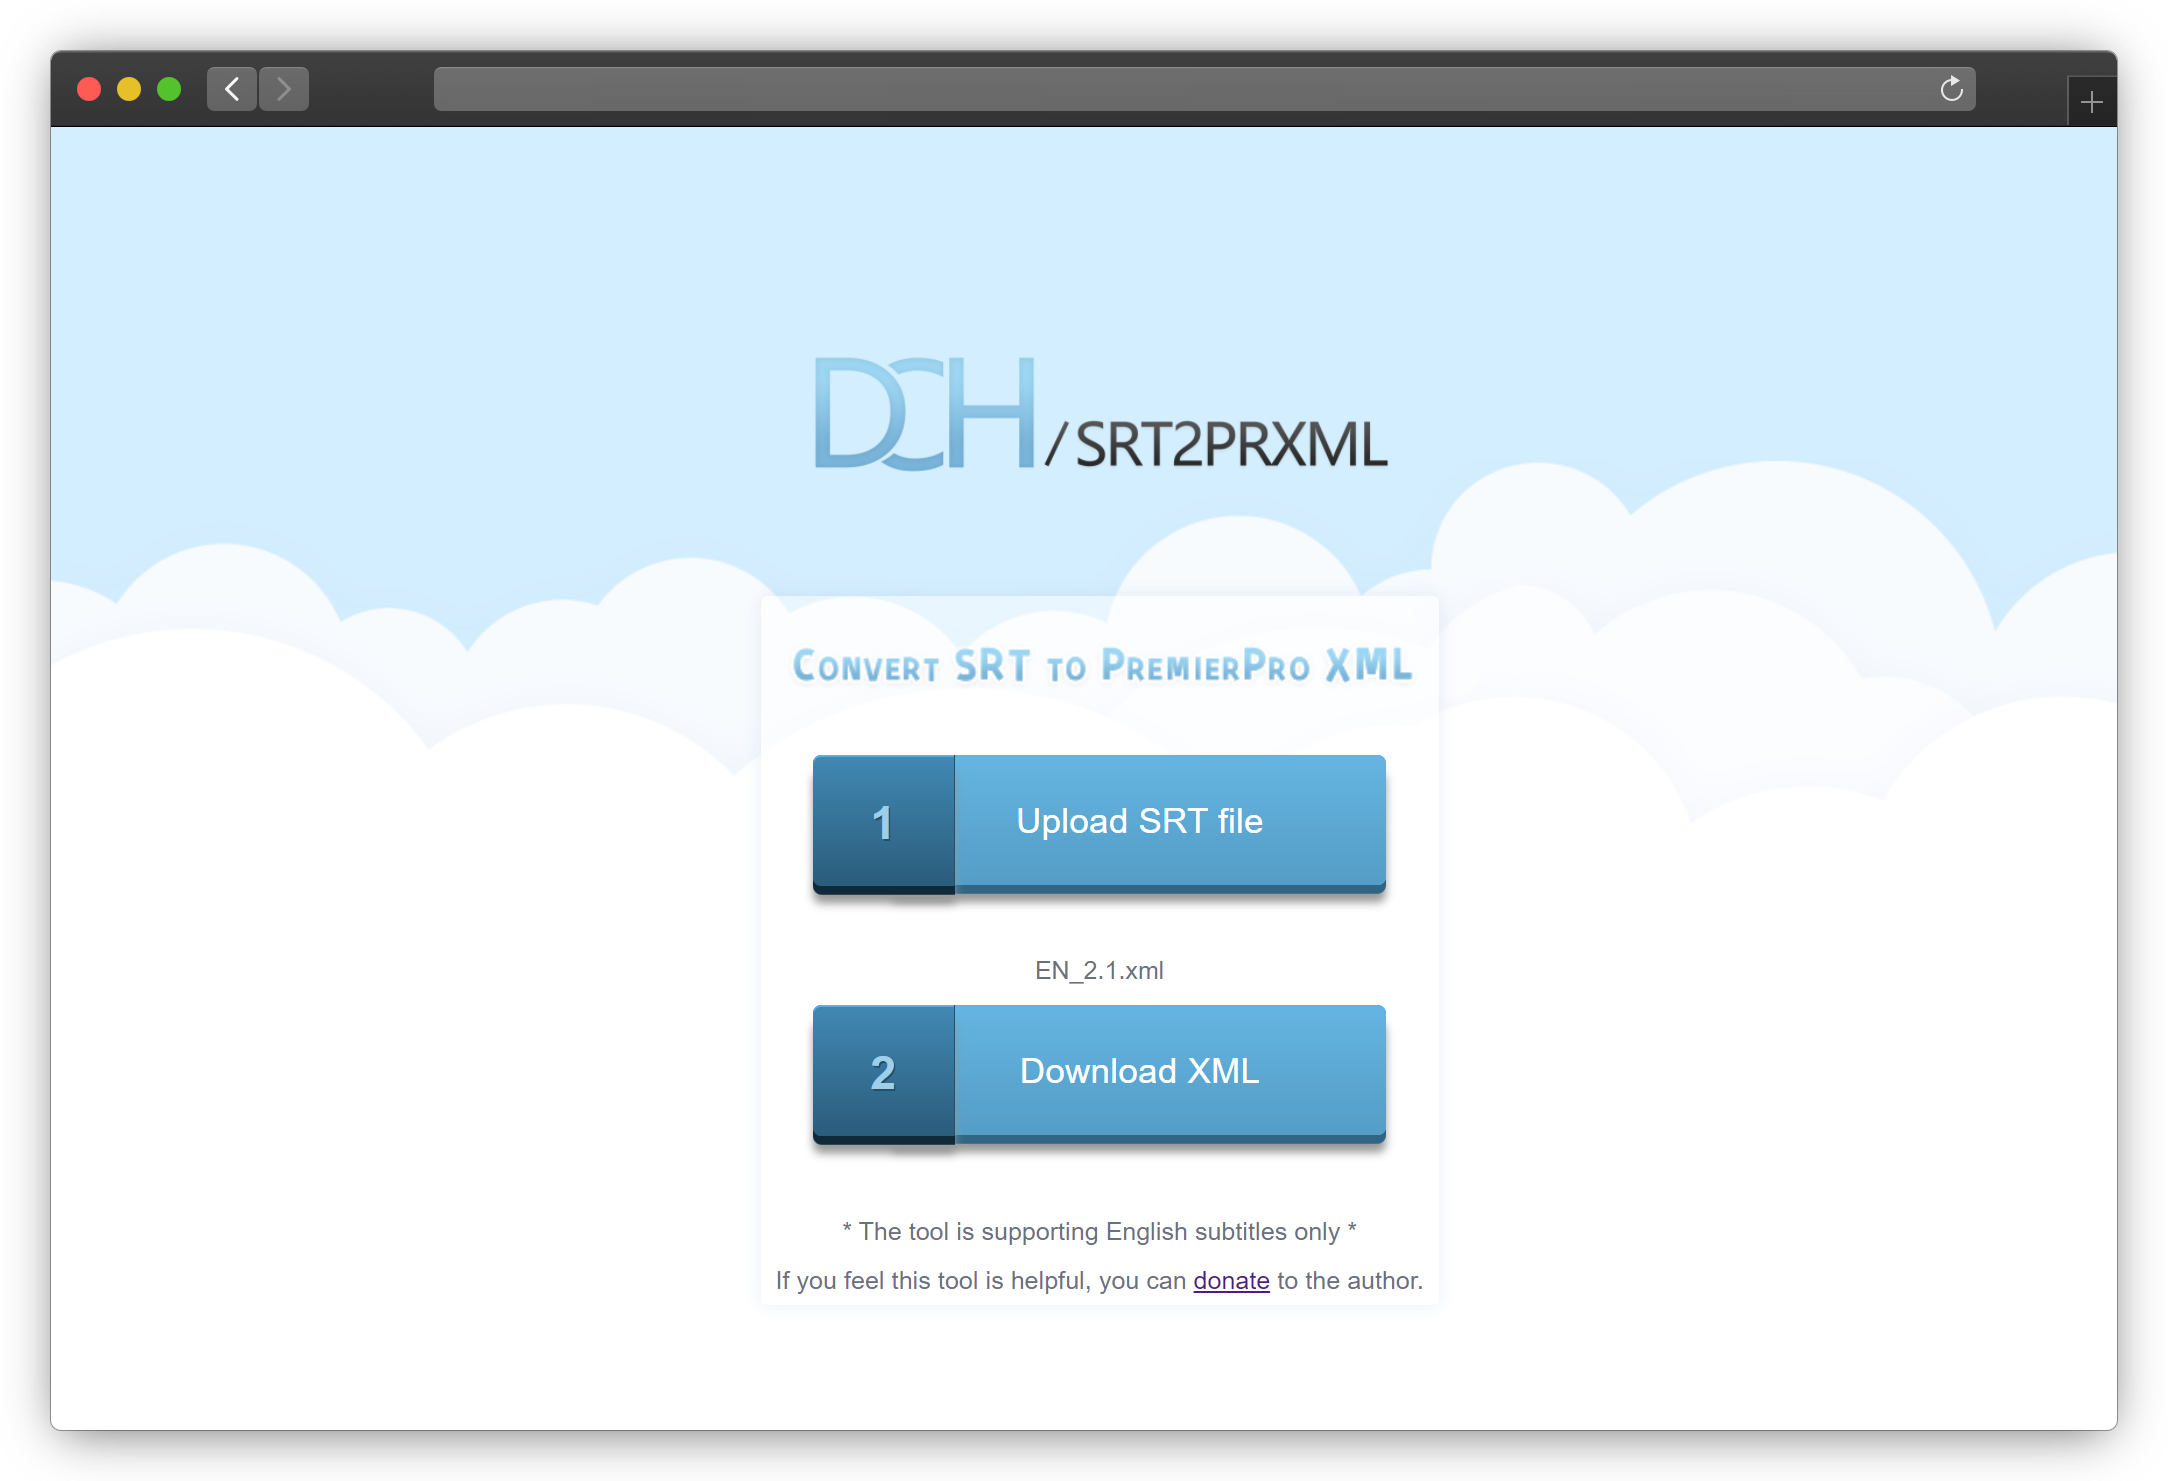 DCH/SRT2PRXML
Convert SRT to PremierPro XML
1 Upload SRT file
EN_2.1.xml
2 Download XML
* The tool is supporting English subtitles only *
If you feel this tool is helpful, you can donate to the author.